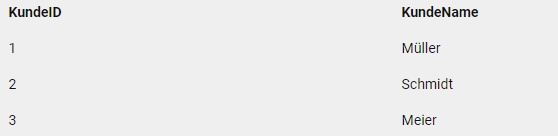 KundeID KundeName
1 Müller
2 Schmidt
3 Meier